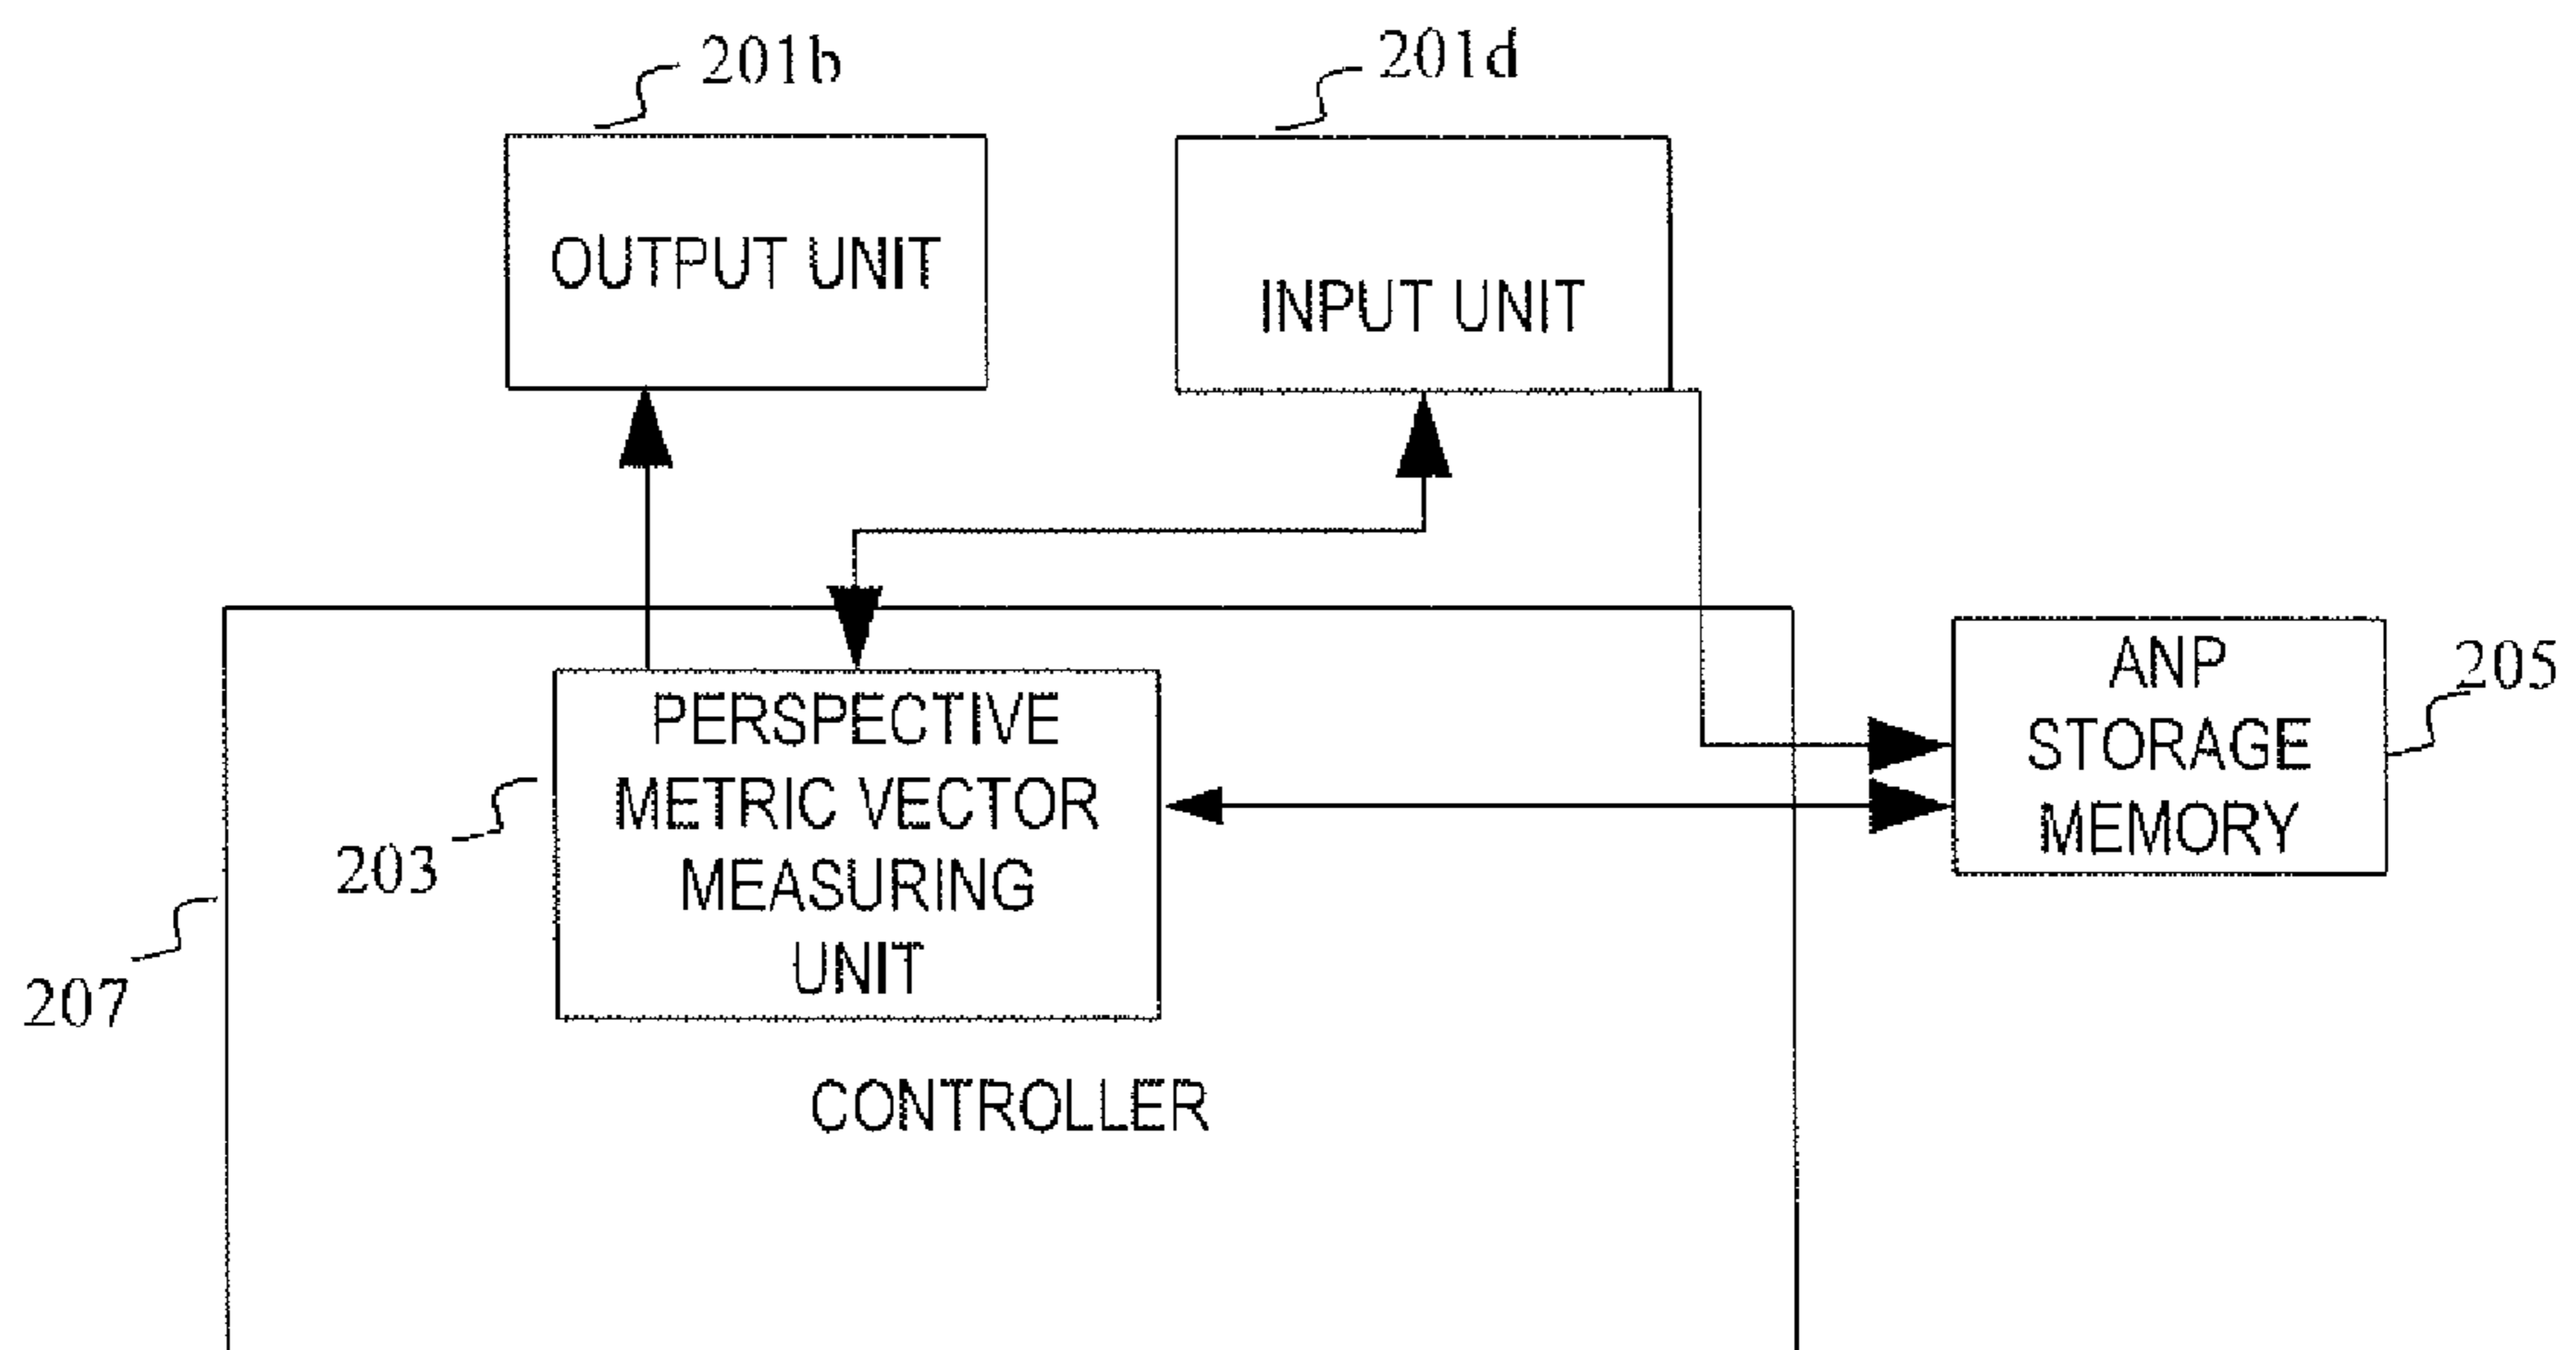 201b
201d
OUTPUT UNIT
INPUT UNIT
PERSPECTIVE
METRIC VECTOR
MEASURING
UNIT
203
207
CONTROLLER
ANP
STORAGE
MEMORY
205